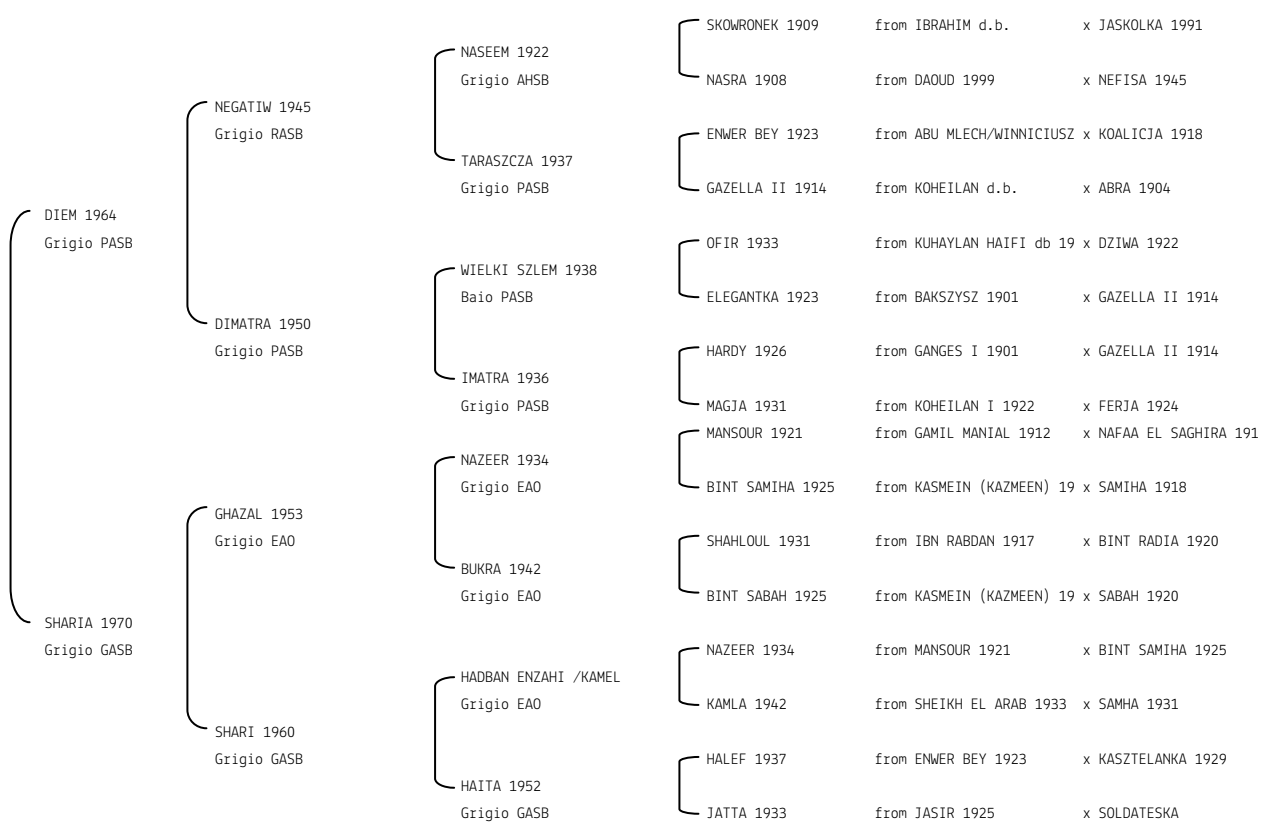 SKOWRONEK 1909 from IBRAHIM d.b. x JASKOLKA 1991
NASEEM 1922
Grigio AHSB NASRA 1908 from DAOUD 1999 x NEFISA 1945
NEGATIW 1945
Grigio RASB ENWER BEY 1923 from ABU MLECH/WINNICIUSZ x KOALICJA 1918
TARASZCZA 1937
Grigio PASB GAZELLA II 1914 from KOHEILAN d.b. x ABRA 1904
DIEM 1964
Grigio PASB OFIR 1933 from KUHAYLAN HAIFI db 19 x DZIWA 1922
WIELKI SZLEM 1938
Baio PASB ELEGANTKA 1923 from BAKSZYSZ 1901 x GAZELLA II 1914
DIMATRA 1950
Grigio PASB HARDY 1926 from GANGES I 1901 x GAZELLA II 1914
IMATRA 1936
Grigio PASB MAGJA 1931 from KOHEILAN I 1922 x FERJA 1924
MANSOUR 1921 from GAMIL MANIAL 1912 x NAFAA EL SAGHIRA 191
NAZEER 1934
Grigio EAO BINT SAMIHA 1925 from KASMEIN (KAZMEEN) 19 x SAMIHA 1918
GHAZAL 1953
Grigio EAO SHAHLOUL 1931 from IBN RABDAN 1917 x BINT RADIA 1920
BUKRA 1942
Grigio EAO BINT SABAH 1925 from KASMEIN (KAZMEEN) 19 x SABAH 1920
SHARIA 1970
Grigio GASB NAZEER 1934 from MANSOUR 1921 x BINT SAMIHA 1925
HADBAN ENZAHI /KAMEL
Grigio EAO KAMLA 1942 from SHEIKH EL ARAB 1933 x SAMHA 1931
SHARI 1960
Grigio GASB HALEF 1937 from ENWER BEY 1923 x KASZTELANKA 1929
HAITA 1952
Grigio GASB JATTA 1933 from JASIR 1925 x SOLDATESKA